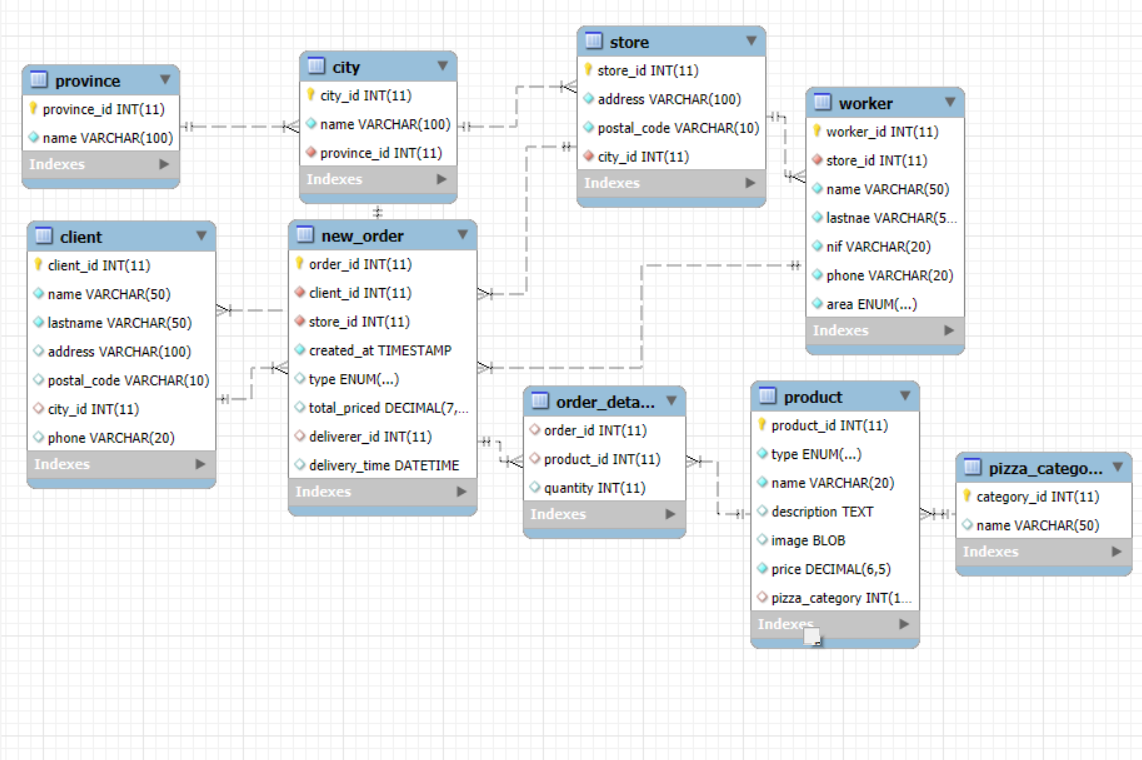 province
province_id INT(11)
name VARCHAR(100)
Indexes
city
city_id INT(11)
name VARCHAR(100)
province_id INT(11)
Indexes
store
store_id INT(11)
address VARCHAR(100)
postal_code VARCHAR(10)
city_id INT(11)
Indexes
worker
worker_id INT(11)
store_id INT(11)
name VARCHAR(50)
lastnae VARCHAR(5...
nif VARCHAR(20)
phone VARCHAR(20)
area ENUM(...)
Indexes
client
client_id INT(11)
name VARCHAR(50)
lastname VARCHAR(50)
address VARCHAR(100)
postal_code VARCHAR(10)
city_id INT(11)
phone VARCHAR(20)
Indexes
new_order
order_id INT(11)
client_id INT(11)
store_id INT(11)
created_at TIMESTAMP
type ENUM(...)
total_priced DECIMAL(7,...
deliverer_id INT(11)
delivery_time DATETIME
Indexes
order_deta...
order_id INT(11)
product_id INT(11)
quantity INT(11)
Indexes
product
product_id INT(11)
type ENUM(...)
name VARCHAR(20)
description TEXT
image BLOB
price DECIMAL(6,5)
pizza_category INT(1...
Indexes
pizza_catego...
category_id INT(11)
name VARCHAR(50)
Indexes